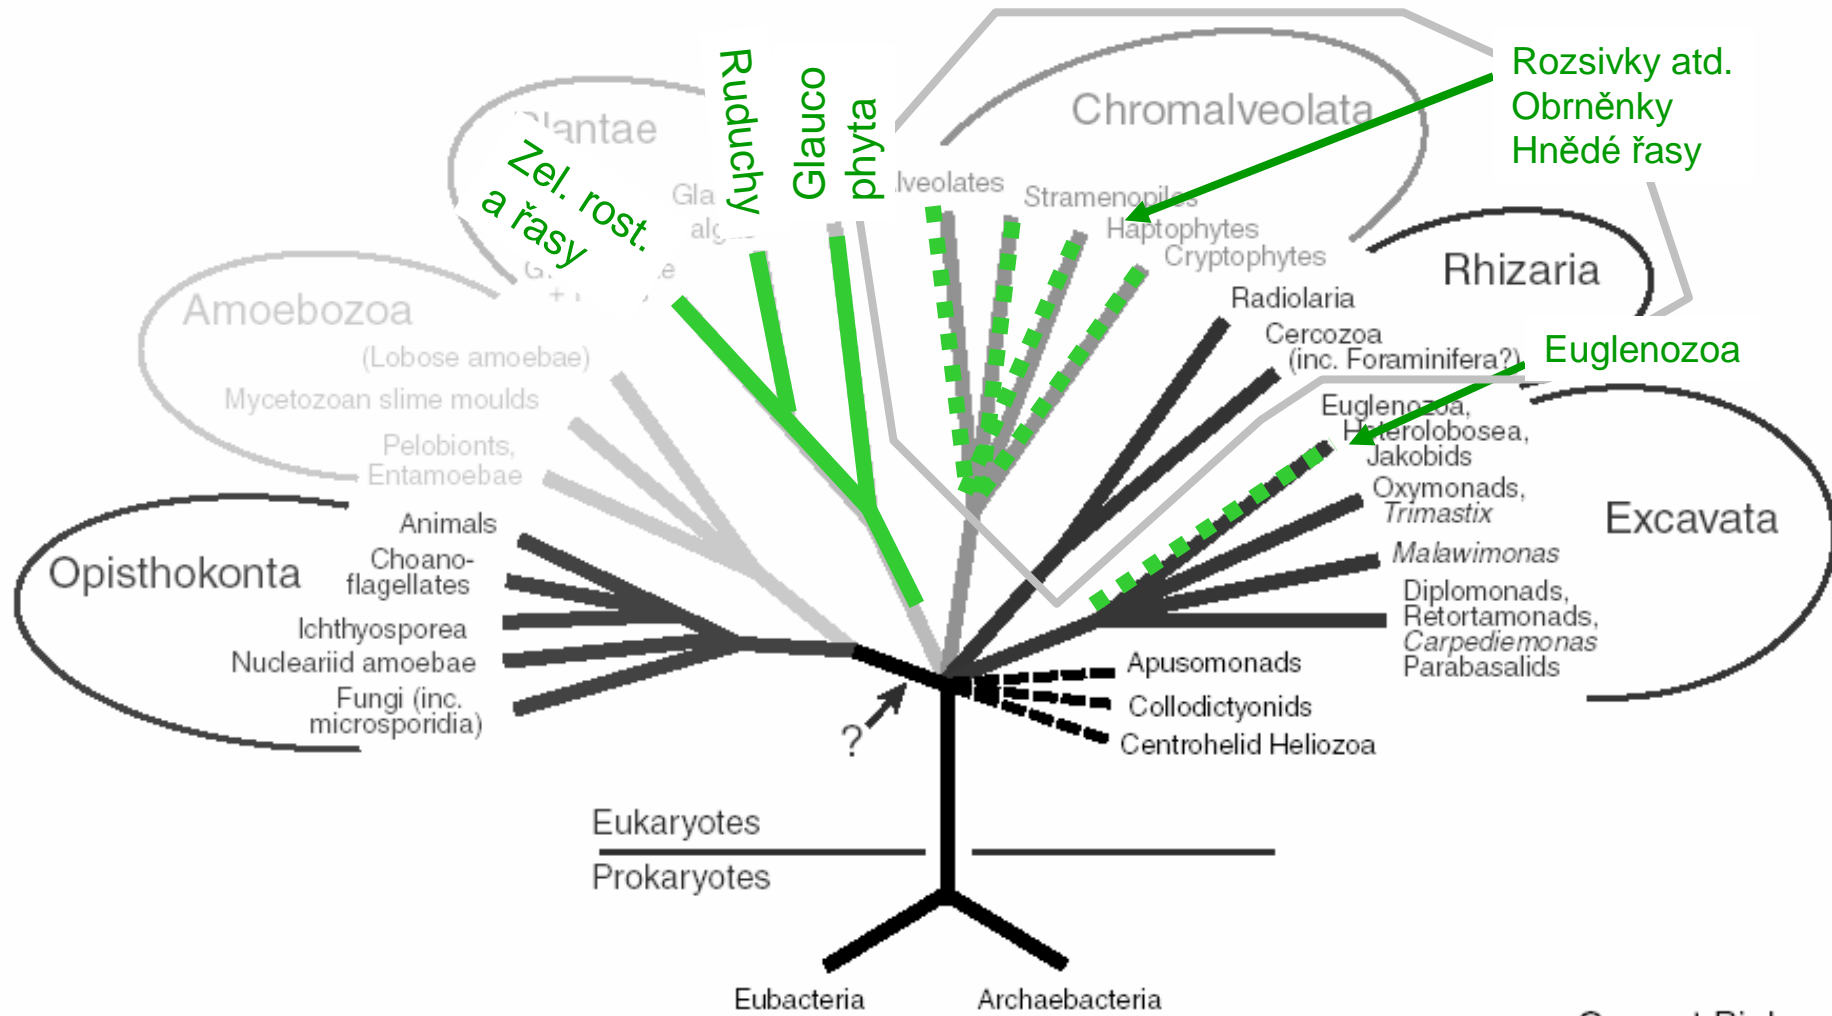 Rozsivky atd.
Obrněnky
Hnědé řasy
Chromalveolata
Plantae
Ruduchy
Glauco
phyta
Zel. rost.
a řasy
Alveolates
Stramenopiles
Haptophytes
Cryptophytes
Rhizaria
Radiolaria
Cercozoa
(inc. Foraminifera?)
Euglenozoa
Amoebozoa
(Lobose amoebae)
Mycetozoan slime moulds
Pelobionts,
Entamoebae
Euglenozoa,
Heterolobosea,
Jakobids
Oxymonads,
Trimastix
Excavata
Malawimonas
Diplomonads,
Retortamonads,
Carpediemonas
Parabasalids
Opisthokonta
Animals
Choano-
flagellates
Ichthyosporea
Nucleariid amoebae
Fungi (inc.
microsporidia)
Apusomonads
Collodictyonids
Centrohelid Heliozoa
?
Eukaryotes
Prokaryotes
Eubacteria
Archaebacteria